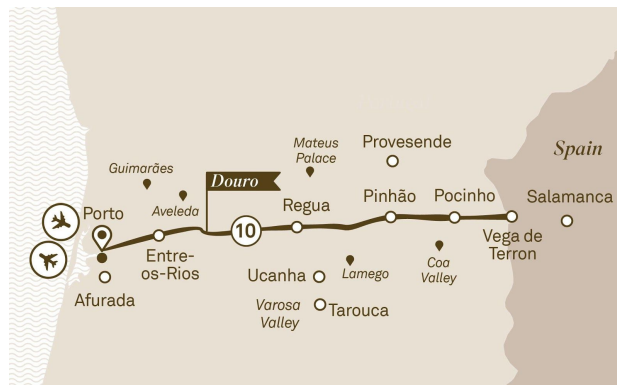 Provesende
Mateus
Palace
Spain
Guimarães
Douro
Pinhão
Pocinho
Salamanca
Aveleda
Regua
Porto
10
Vega de
Terron
Entre-
os-Rios
Coa
Valley
Ucanha
Lamego
Afurada
Varosa
Valley
Tarouca